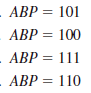 ABP = 101
ABP = 100
ABP = 111
ABP = 110